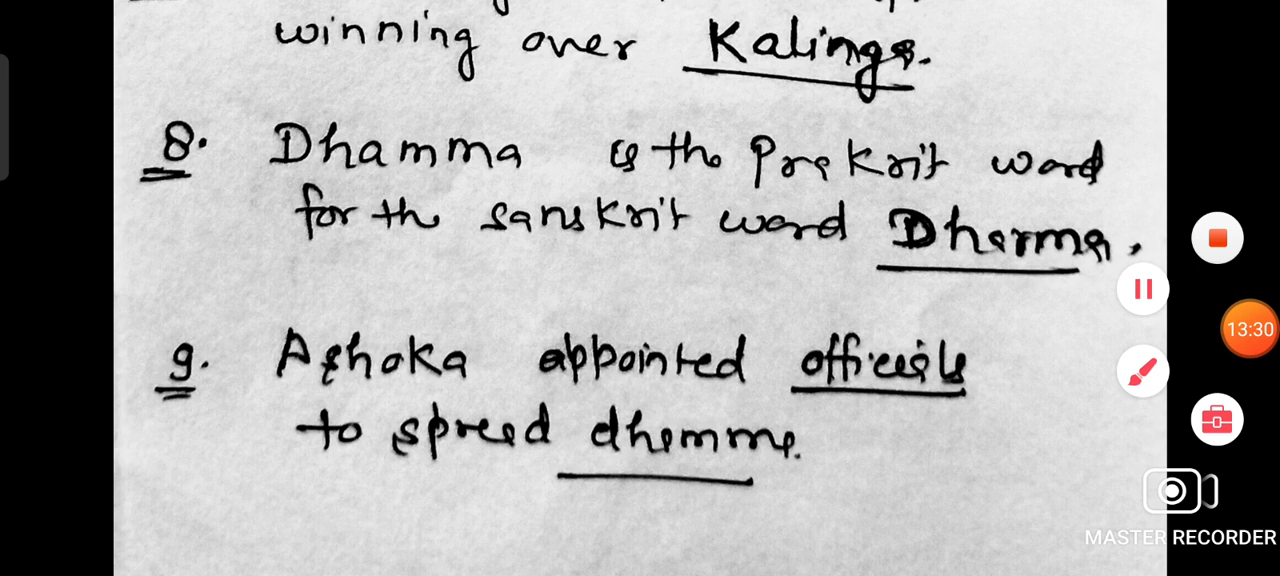 winning over Kalinga.
8. Dhamma is the Prakrit word
for the sanskrit word Dharma.
9. Ashoka appointed officials
to spread dhamma.
13:30
MASTER RECORDER